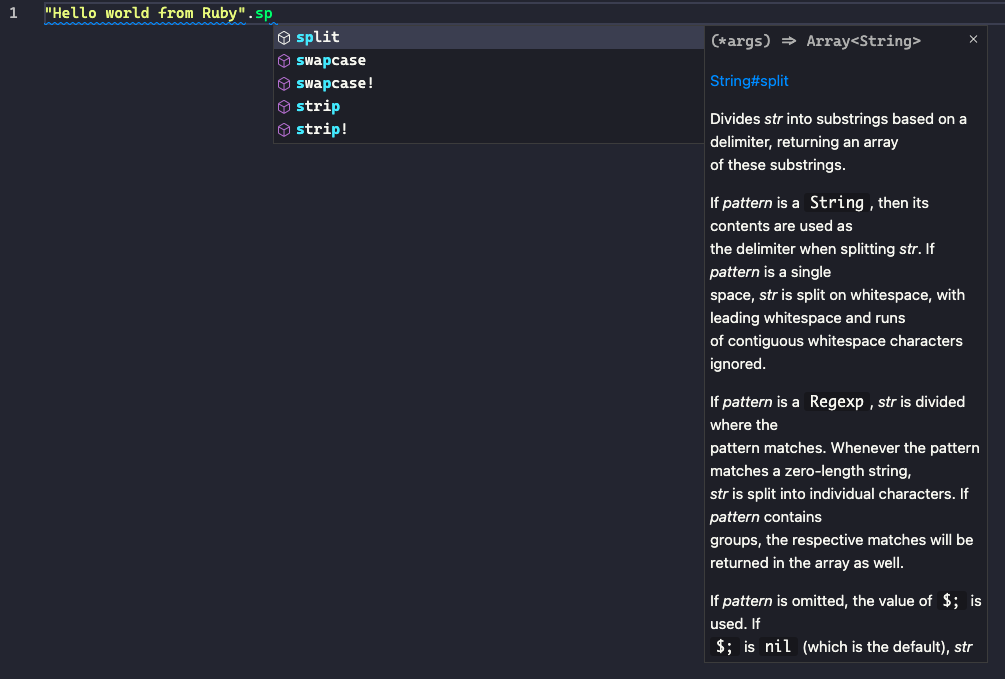 1 "Hello world from Ruby".sp
split
swapcase
swapcase!
strip
strip!
(*args) ⇒ Array<String> ×
String#split
Divides str into substrings based on a
delimiter, returning an array
of these substrings.
If pattern is a String, then its
contents are used as
the delimiter when splitting str. If
pattern is a single
space, str is split on whitespace, with
leading whitespace and runs
of contiguous whitespace characters
ignored.
If pattern is a Regexp, str is divided
where the
pattern matches. Whenever the pattern
matches a zero-length string,
str is split into individual characters. If
pattern contains
groups, the respective matches will be
returned in the array as well.
If pattern is omitted, the value of $; is
used. If
$; is nil (which is the default), str